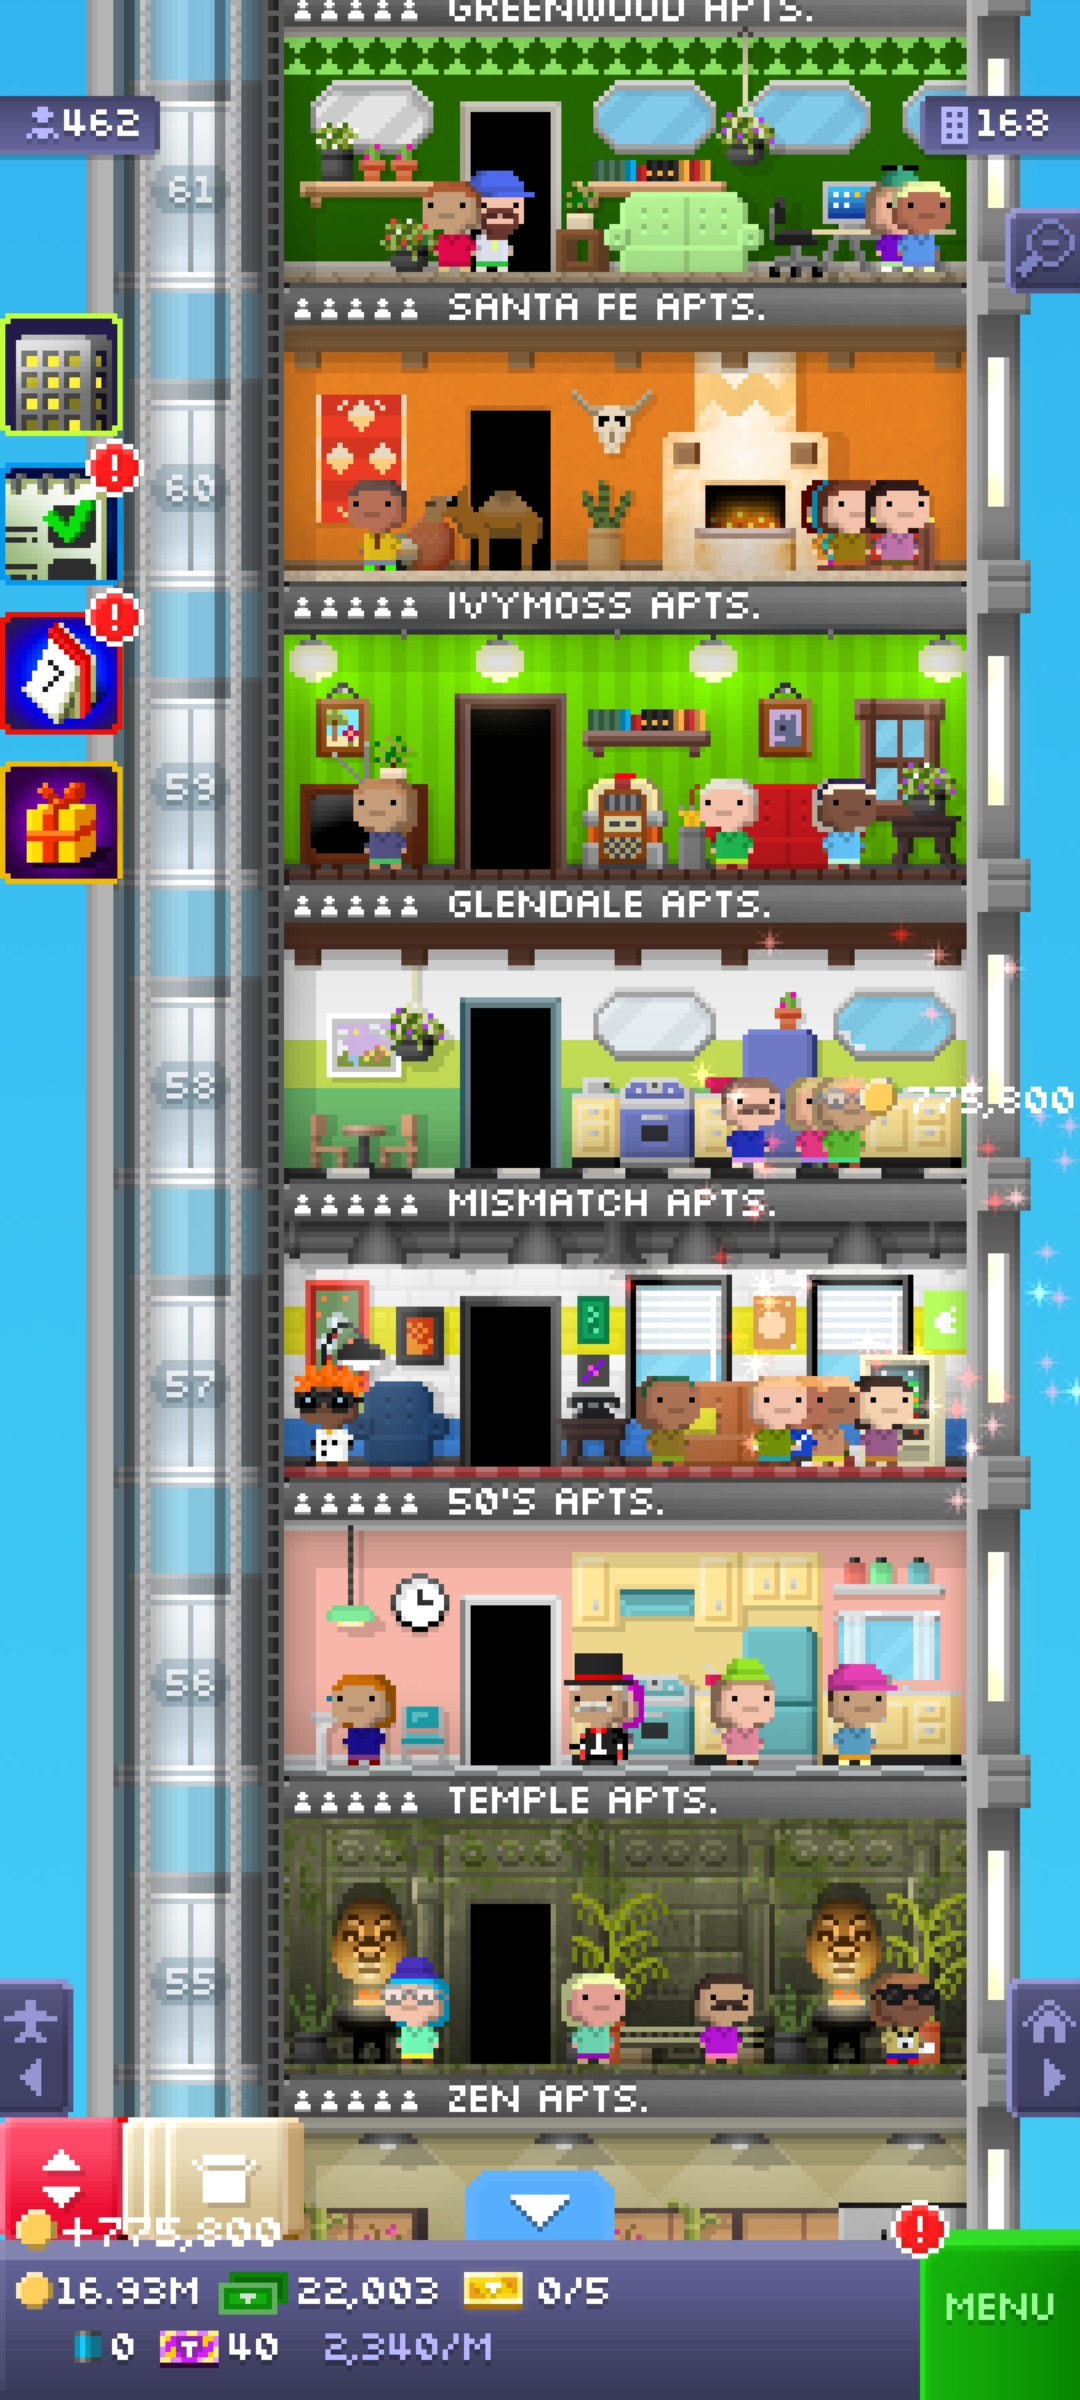 GREENWOOD APTS.
462
168
61
SANTA FE APTS.
60
IVYMOSS APTS.
7
59
GLENDALE APTS.
58
775,800
MISMATCH APTS.
57
50'S APTS.
56
TEMPLE APTS.
55
ZEN APTS.
+775,800
16.93M 22,003 0/5
MENU
0 T 40 2,340/M